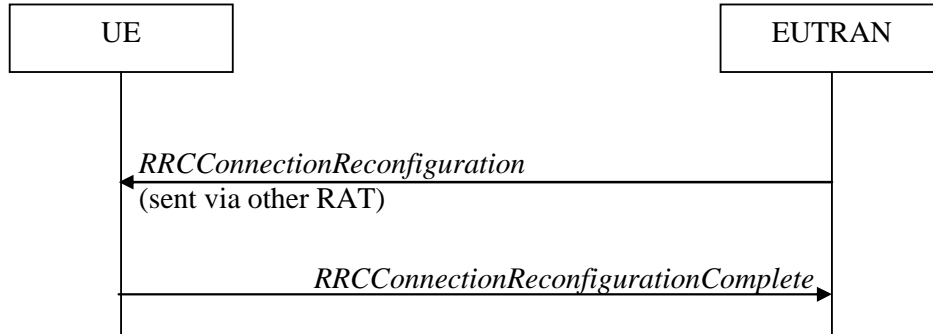 UE
EUTRAN
RRCConnectionReconfiguration
(sent via other RAT)
RRCConnectionReconfigurationComplete